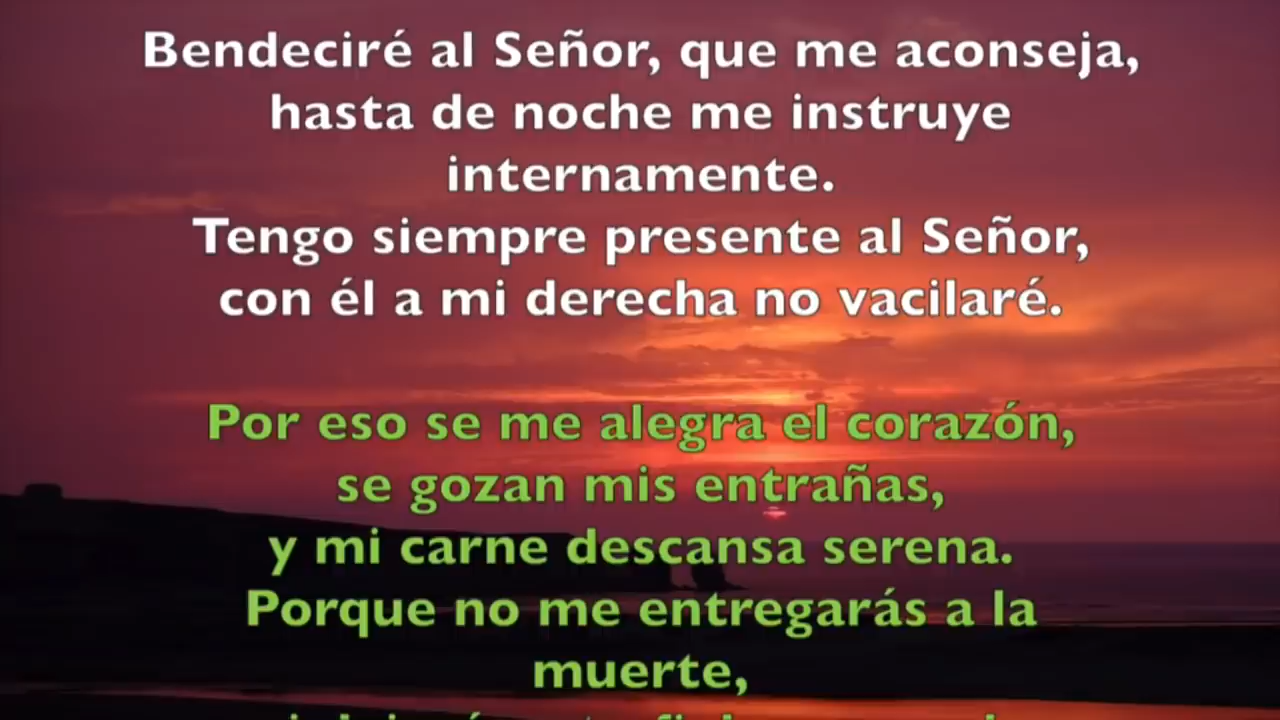 Bendeciré al Señor, que me aconseja,
hasta de noche me instruye
internamente.
Tengo siempre presente al Señor,
con él a mi derecha no vacilaré.
Por eso se me alegra el corazón,
se gozan mis entrañas,
y mi carne descansa serena.
Porque no me entregarás a la
muerte,